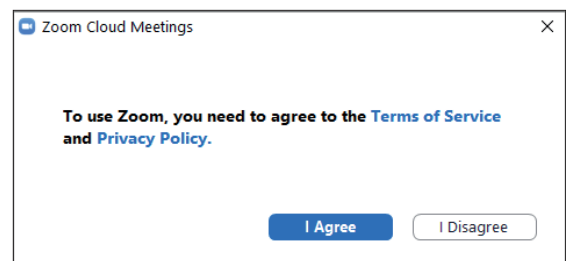 Zoom Cloud Meetings
To use Zoom, you need to agree to the Terms of Service
and Privacy Policy.
I Agree
I Disagree